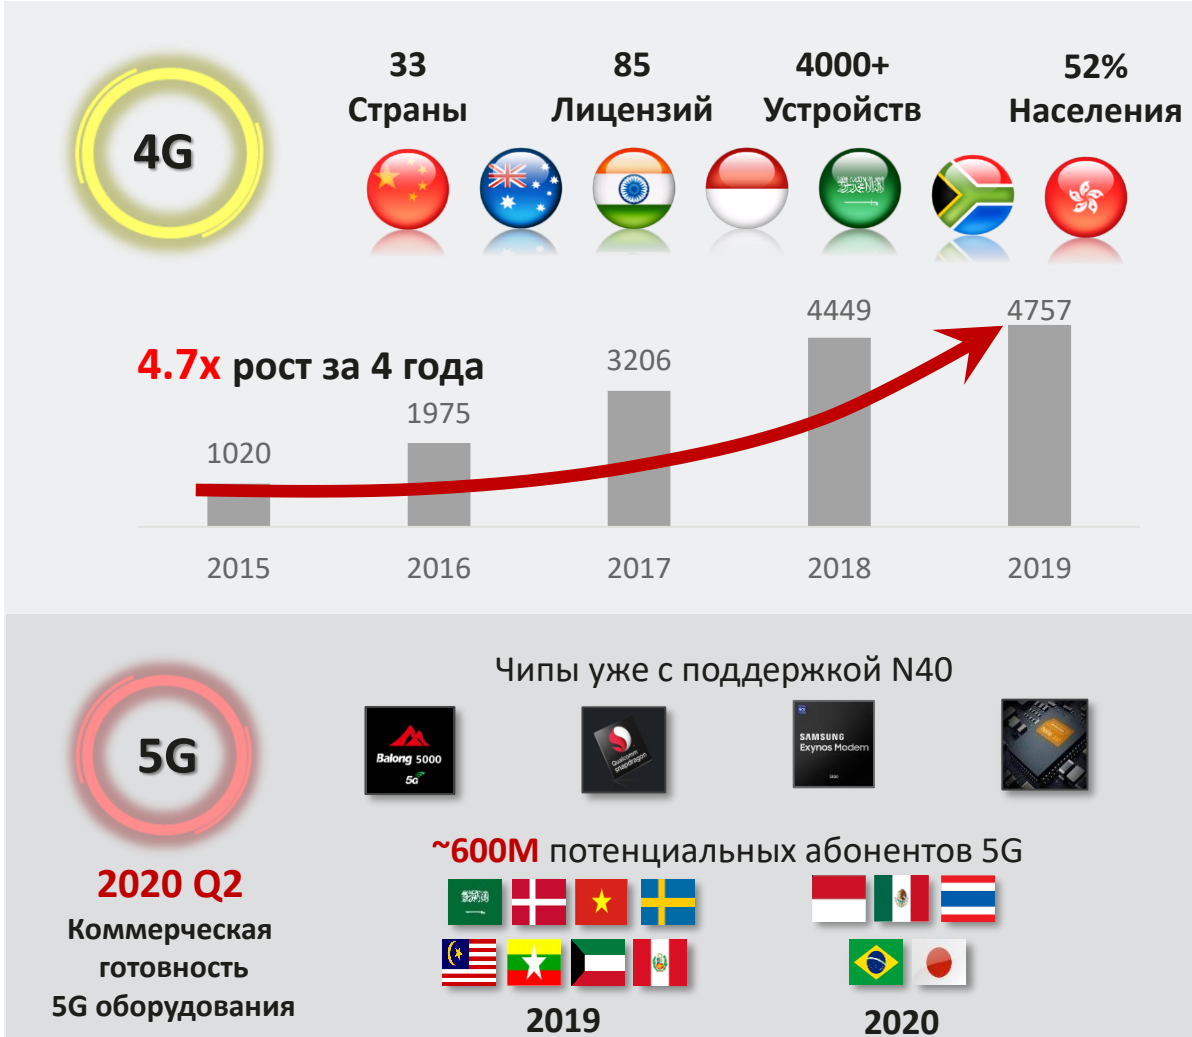 4G
33
Страны
85
Лицензий
4000+
Устройств
52%
Населения
4.7x рост за 4 года
1020
1975
3206
4449
4757
2015
2016
2017
2018
2019
5G
2020 Q2
Коммерческая
готовность
5G оборудования
Чипы уже с поддержкой N40
Balong 5000
5G
Qualcomm
snapdragon
SAMSUNG
Exynos Modem
~600M потенциальных абонентов 5G
2019
2020